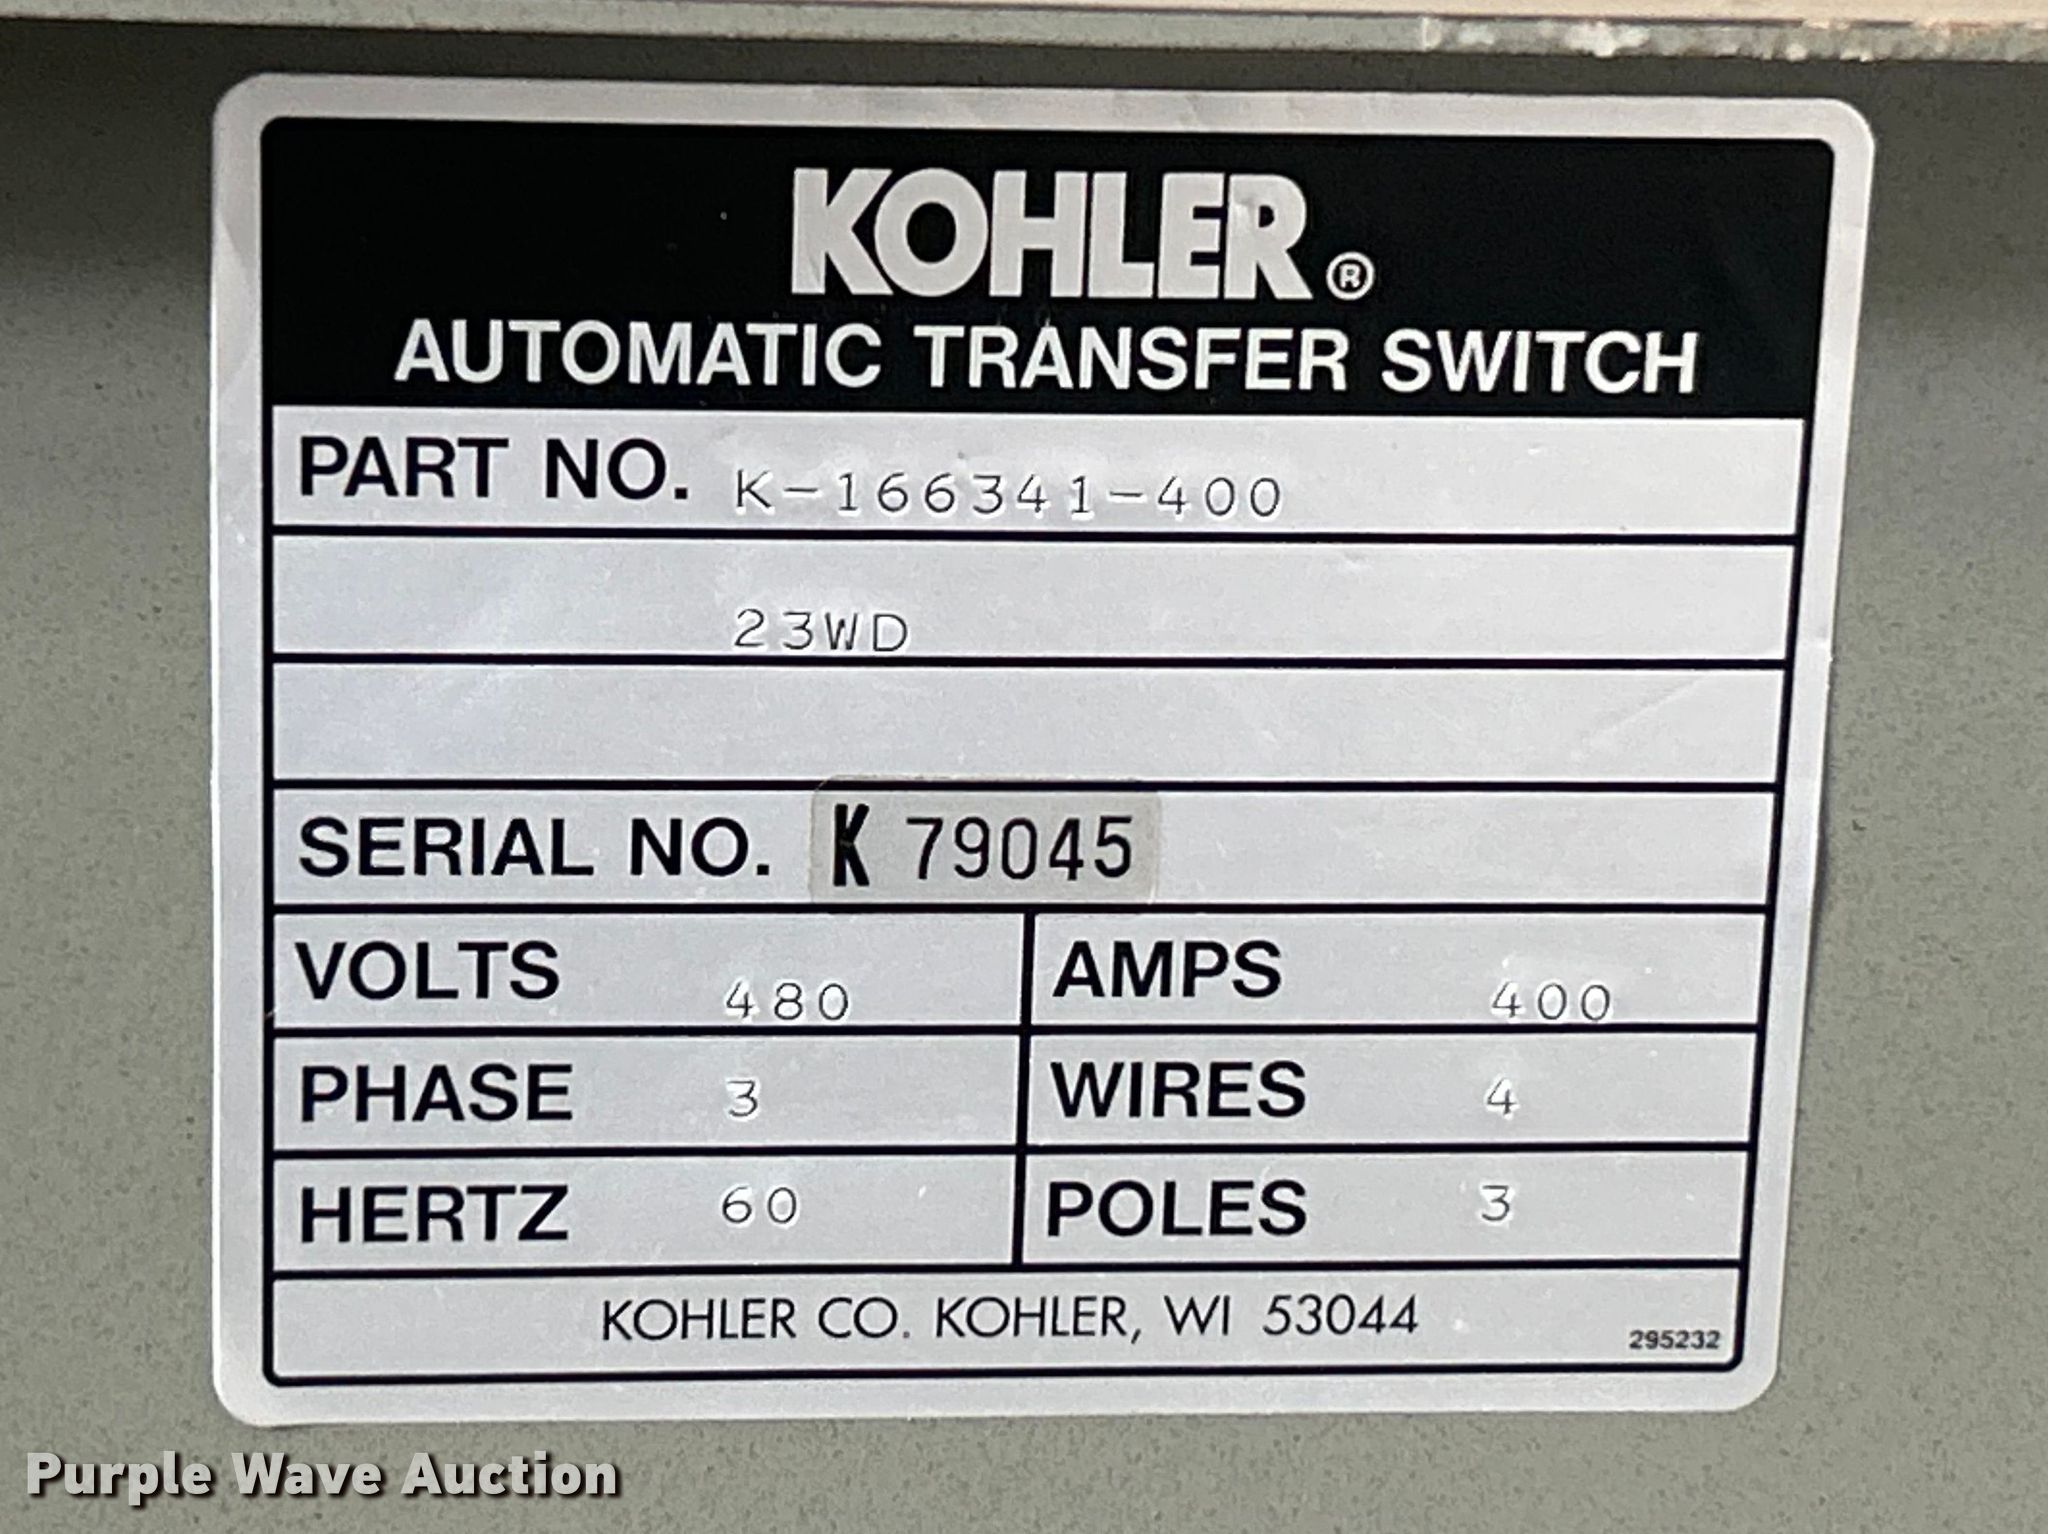 KOHLER®
AUTOMATIC TRANSFER SWITCH
PART NO. K-166341-400
23WD
SERIAL NO. K 79045
VOLTS 480 AMPS 400
PHASE 3 WIRES 4
HERTZ 60 POLES 3
KOHLER CO. KOHLER, WI 53044
295232
Purple Wave Auction